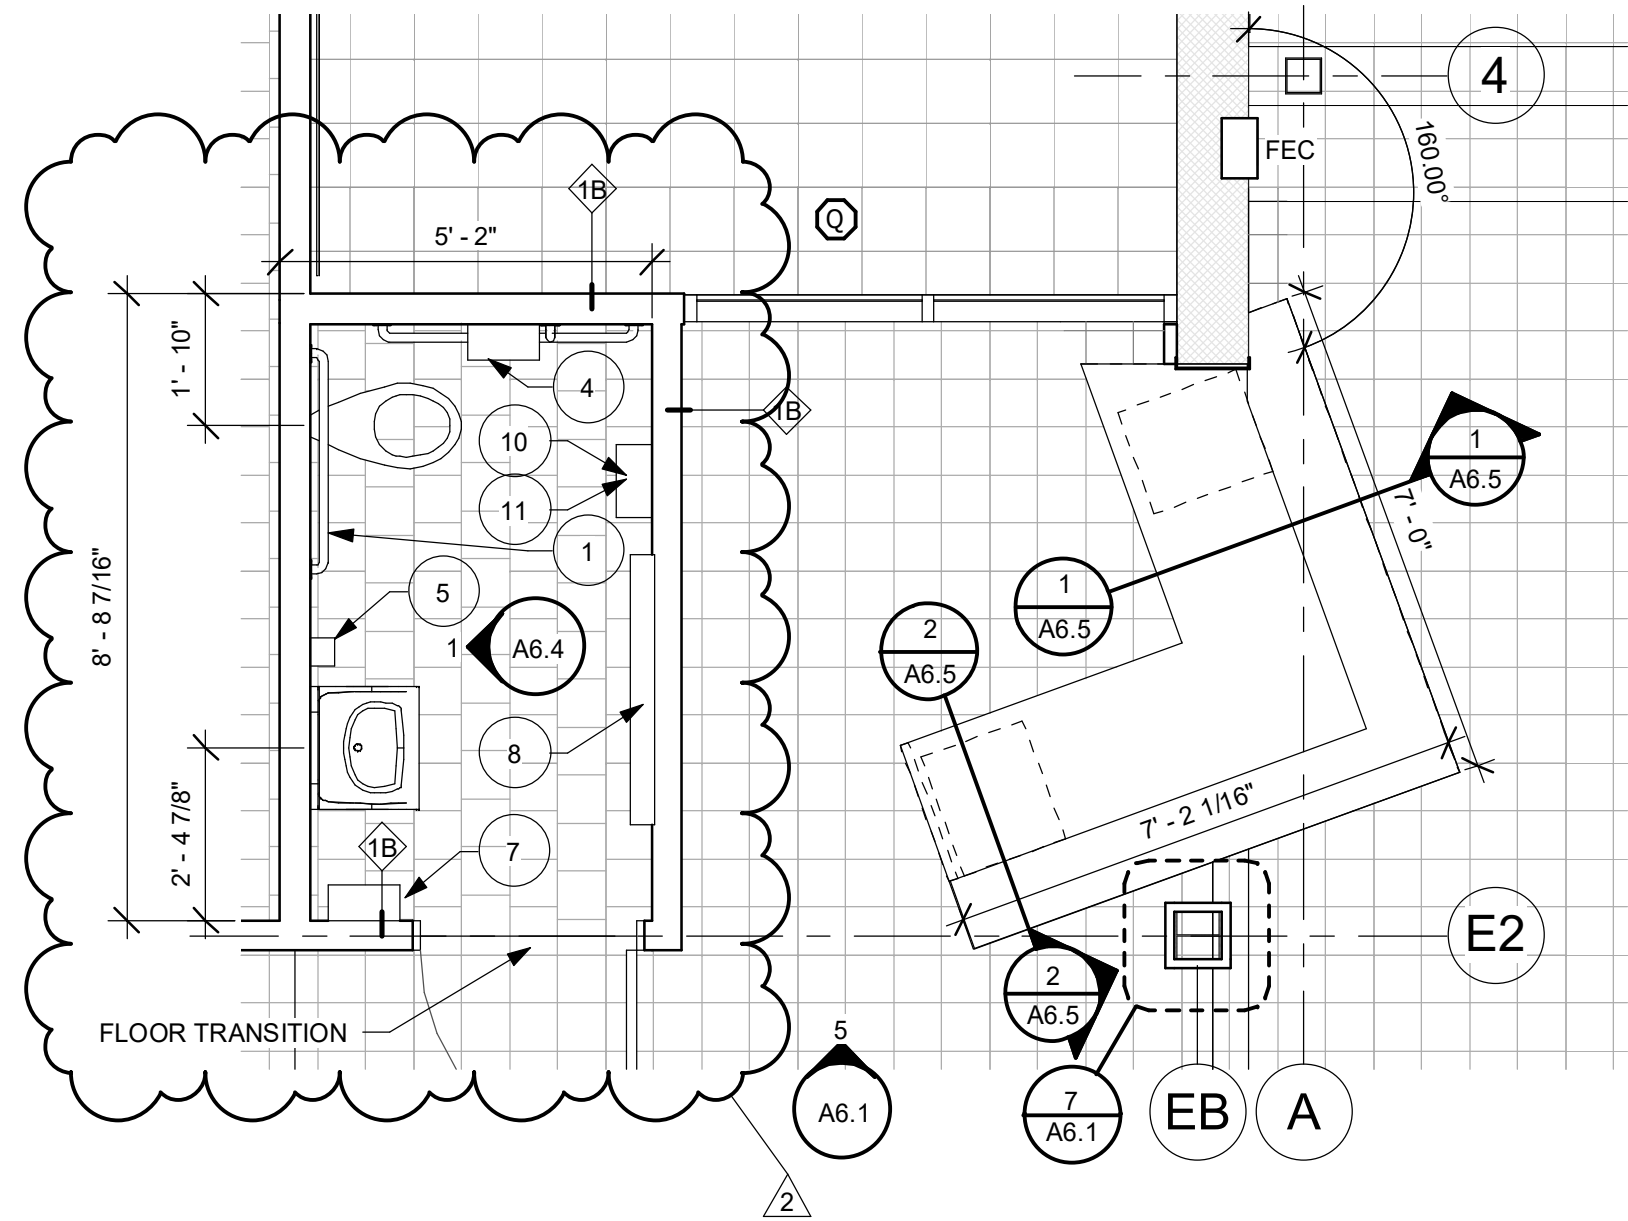 4
FEC
160.00°
1B
Q
5' - 2"
1' - 10"
4
1B
10
11
1
A6.5
7' - 0"
1
5
8' - 8 7/16"
1
A6.5
2
A6.5
1
A6.4
8
7' - 2 1/16"
2' - 4 7/8"
1B
7
E2
2
A6.5
FLOOR TRANSITION
5
A6.1
7
A6.1
EB
A
2